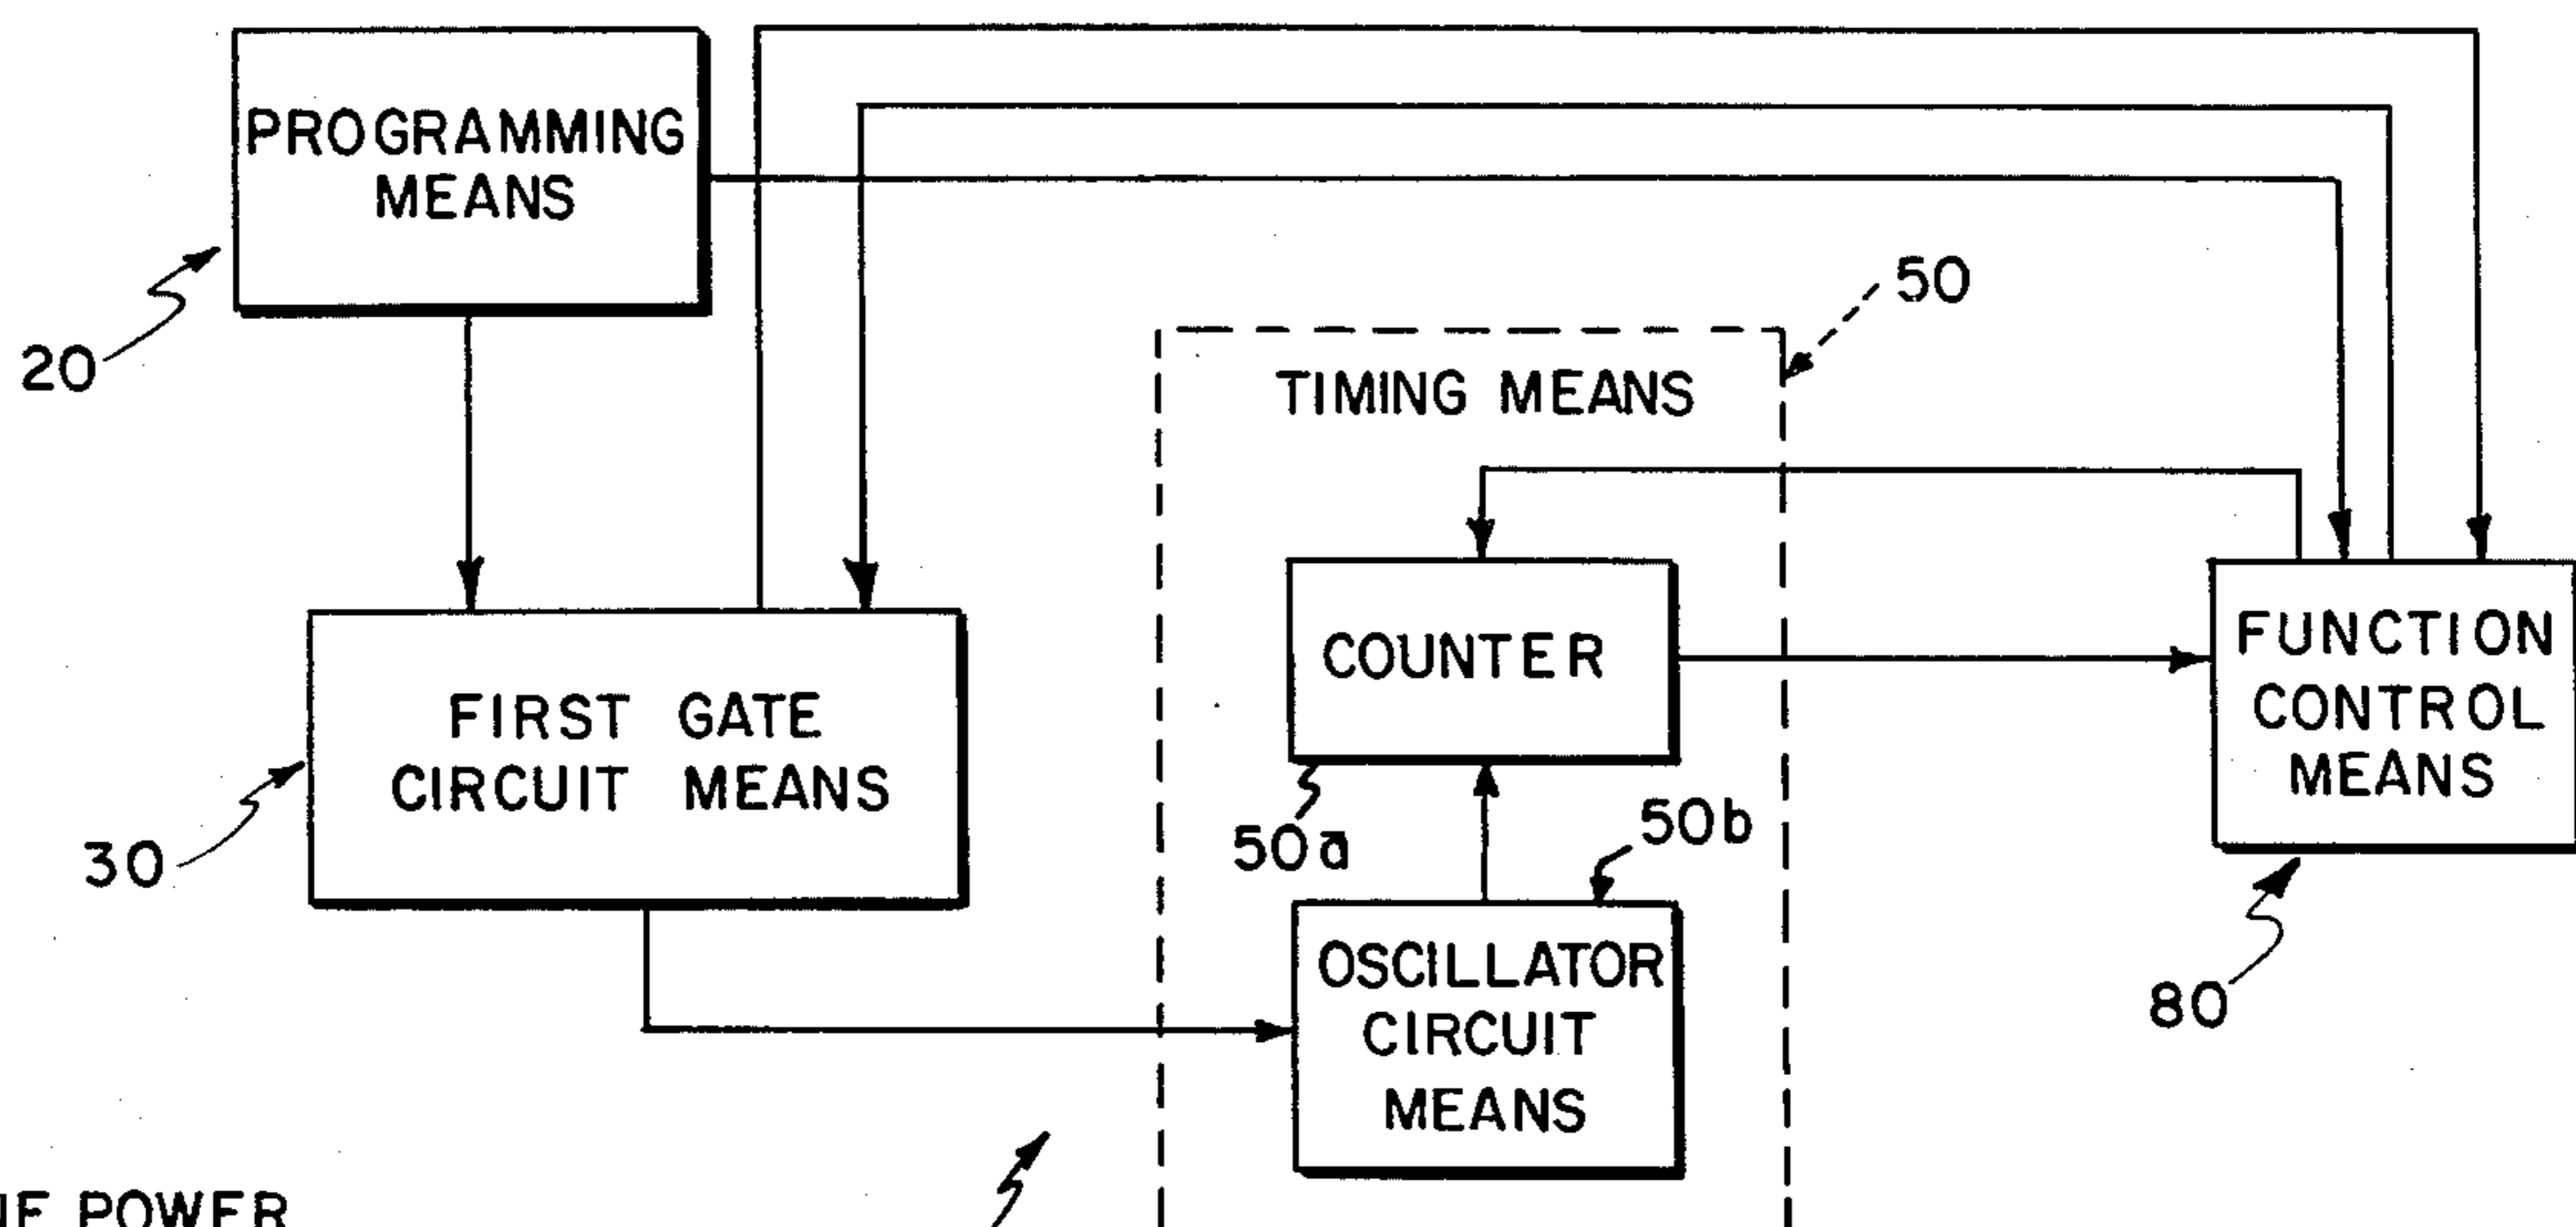 PROGRAMMING
MEANS
20
50
TIMING MEANS
FIRST GATE
CIRCUIT MEANS
30
COUNTER
50a
50b
OSCILLATOR
CIRCUIT
MEANS
FUNCTION
CONTROL
MEANS
80
POWER